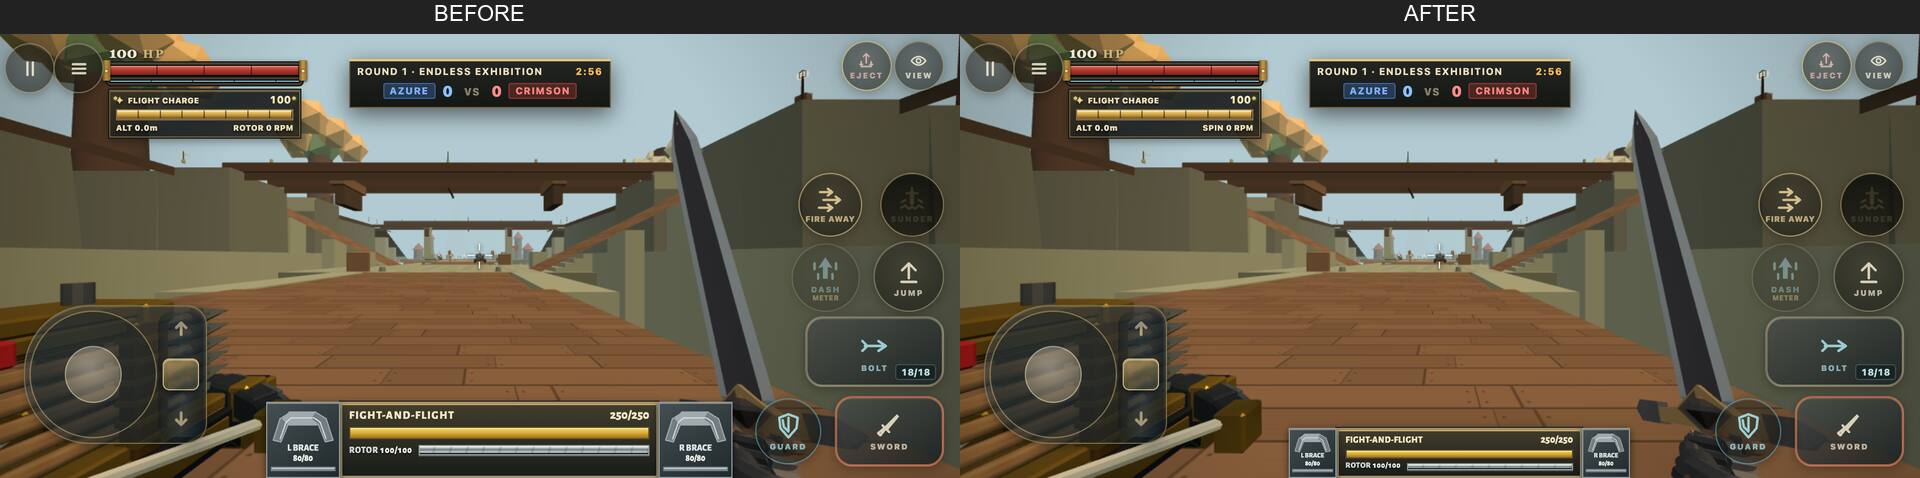 BEFORE
100 HP
FLIGHT CHARGE 100
ALT 0.0m ROTOR 0 RPM
ROUND 1 · ENDLESS EXHIBITION 2:56
AZURE 0 VS 0 CRIMSON
EJECT
VIEW
FIRE AWAY
SUNDER
DASH
METER
JUMP
BOLT 18/18
GUARD
SWORD
L BRACE
80/80
FIGHT-AND-FLIGHT 250/250
ROTOR 100/100
R BRACE
80/80
AFTER
100 HP
FLIGHT CHARGE 100
ALT 0.0m SPIN 0 RPM
ROUND 1 · ENDLESS EXHIBITION 2:56
AZURE 0 VS 0 CRIMSON
EJECT
VIEW
FIRE AWAY
SUNDER
DASH
METER
JUMP
BOLT 18/18
GUARD
SWORD
L BRACE
80/80
FIGHT-AND-FLIGHT 250/250
ROTOR 100/100
R BRACE
80/80